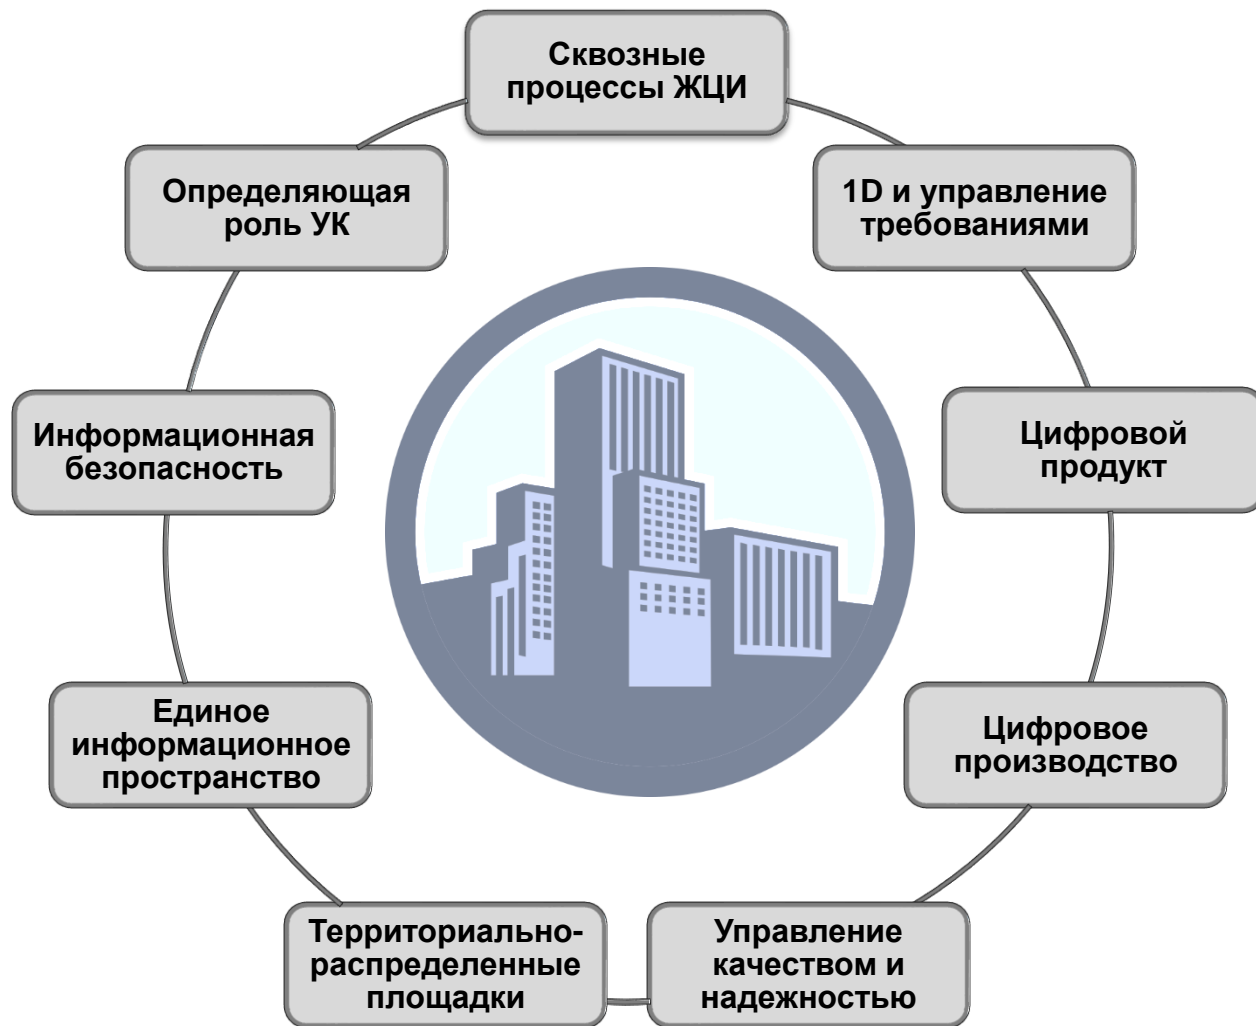 Сквозные
процессы ЖЦИ
Определяющая
роль УК
1D и управление
требованиями
Информационная
безопасность
Цифровой
продукт
Единое
информационное
пространство
Цифровое
производство
Территориально-
распределенные
площадки
Управление
качеством и
надежностью